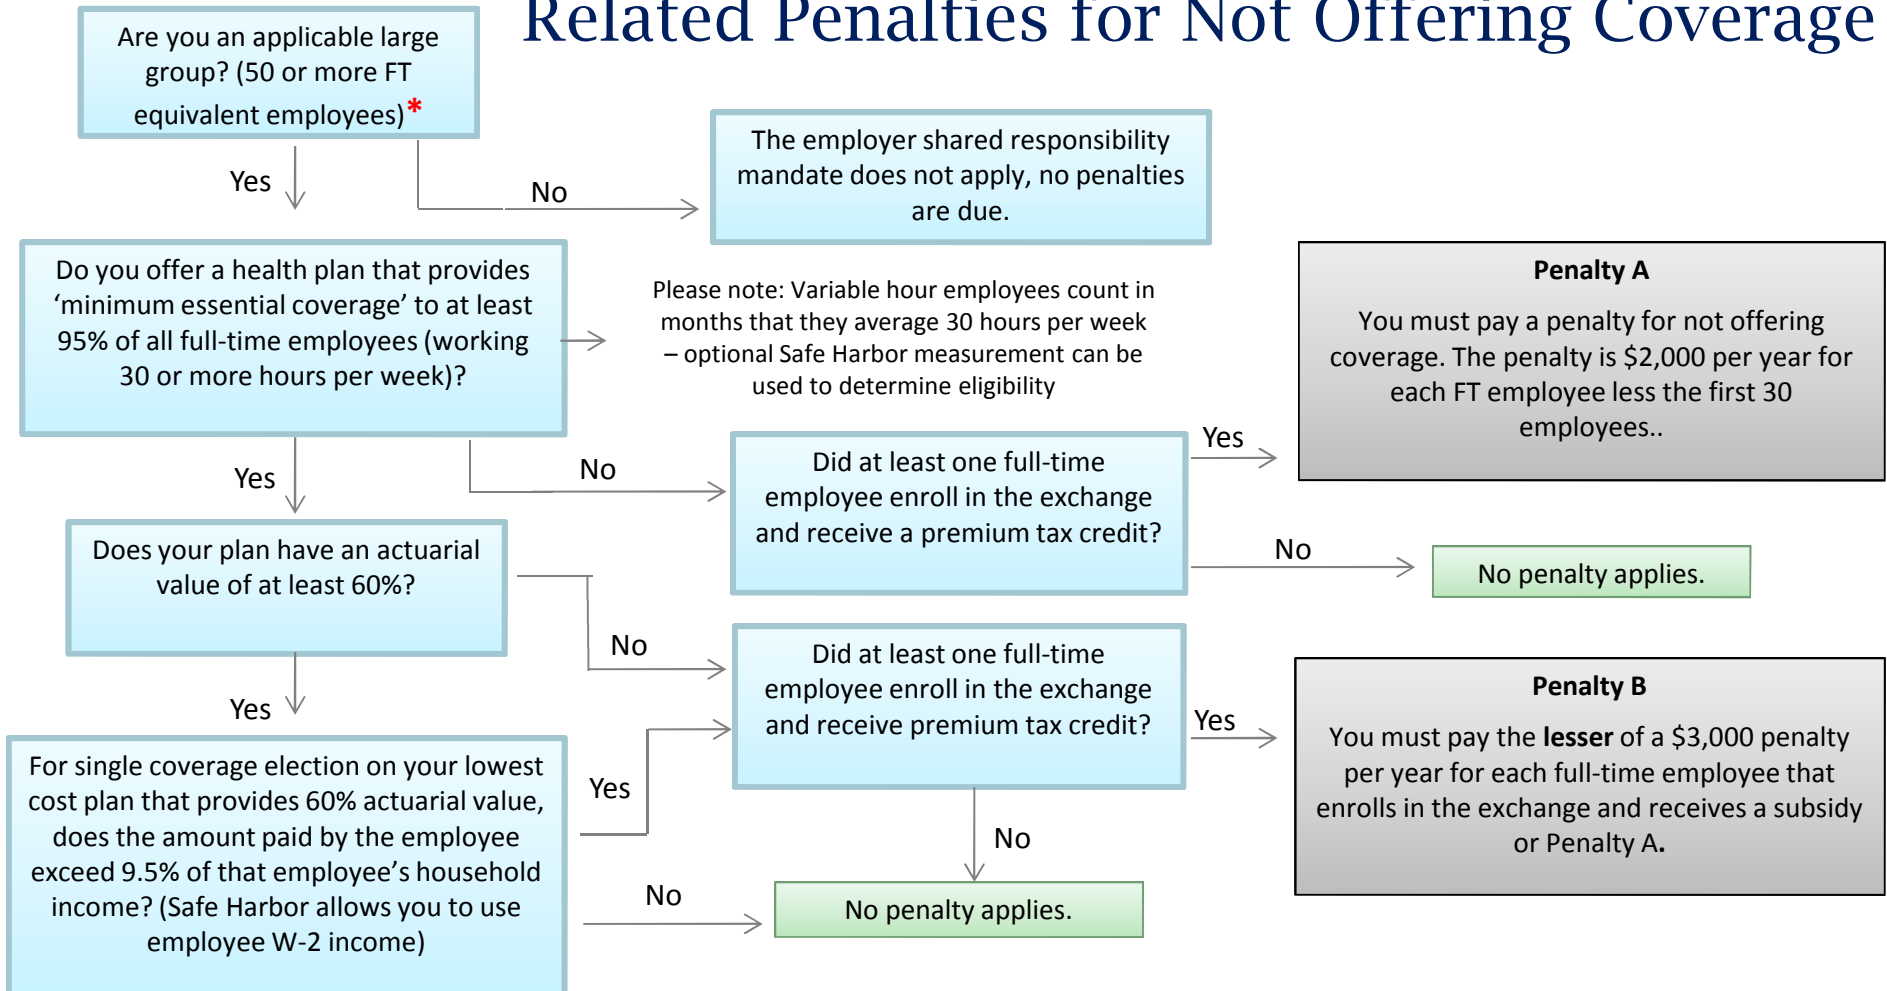 Related Penalties for Not Offering Coverage
Are you an applicable large
group? (50 or more FT
equivalent employees)*
Yes
No
The employer shared responsibility
mandate does not apply, no penalties
are due.
Do you offer a health plan that provides
‘minimum essential coverage’ to at least
95% of all full-time employees (working
30 or more hours per week)?
Please note: Variable hour employees count in
months that they average 30 hours per week
– optional Safe Harbor measurement can be
used to determine eligibility
Penalty A
You must pay a penalty for not offering
coverage. The penalty is $2,000 per year for
each FT employee less the first 30
employees..
Yes
No
Did at least one full-time
employee enroll in the exchange
and receive a premium tax credit?
Yes
No
No penalty applies.
Does your plan have an actuarial
value of at least 60%?
No
Yes
Did at least one full-time
employee enroll in the exchange
and receive premium tax credit?
Yes
No
Penalty B
You must pay the lesser of a $3,000 penalty
per year for each full-time employee that
enrolls in the exchange and receives a subsidy
or Penalty A.
For single coverage election on your lowest
cost plan that provides 60% actuarial value,
does the amount paid by the employee
exceed 9.5% of that employee’s household
income? (Safe Harbor allows you to use
employee W-2 income)
Yes
No
No penalty applies.